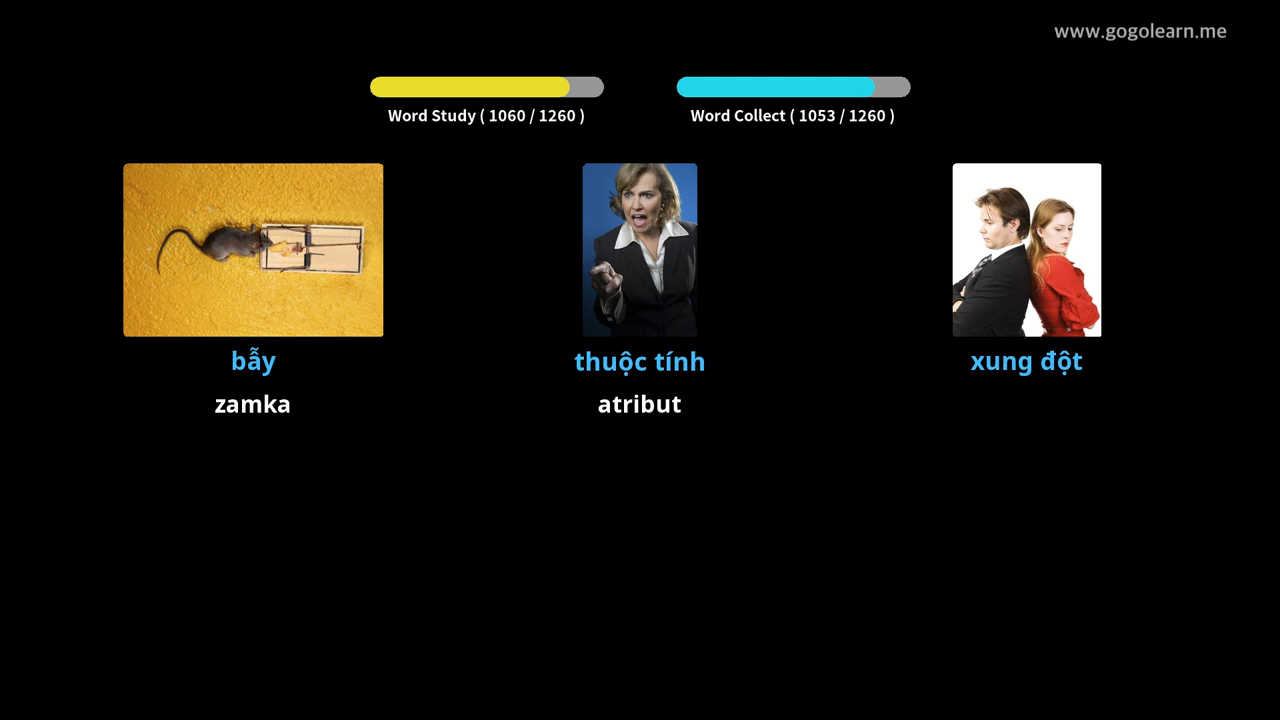 www.gogolearn.me
Word Study ( 1060 / 1260 )
Word Collect ( 1053 / 1260 )
bẫy
thuộc tính
xung đột
zamka
atribut